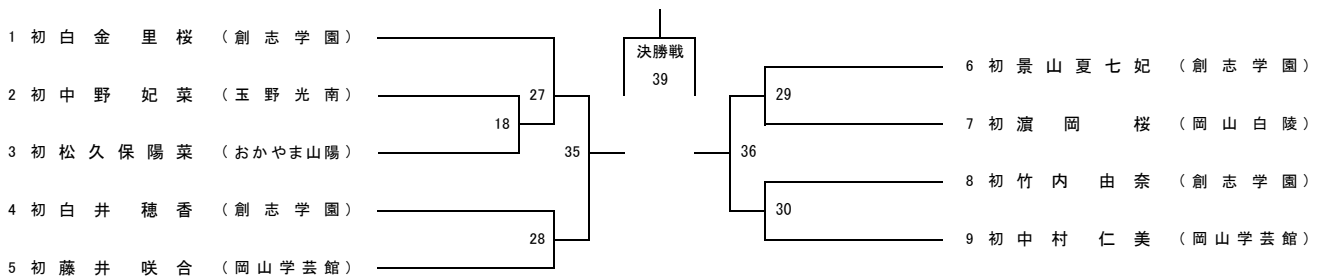 1 初 白金 里桜 （創志学園）
2 初 中野 妃菜 （玉野光南）
3 初 松久保陽菜 （おかやま山陽）
4 初 白井 穂香 （創志学園）
5 初 藤井 咲合 （岡山学芸館）
18
27
28
35
決勝戦
39
36
29
30
6 初 景山夏七妃 （創志学園）
7 初 濵岡 桜 （岡山白陵）
8 初 竹内 由奈 （創志学園）
9 初 中村 仁美 （岡山学芸館）